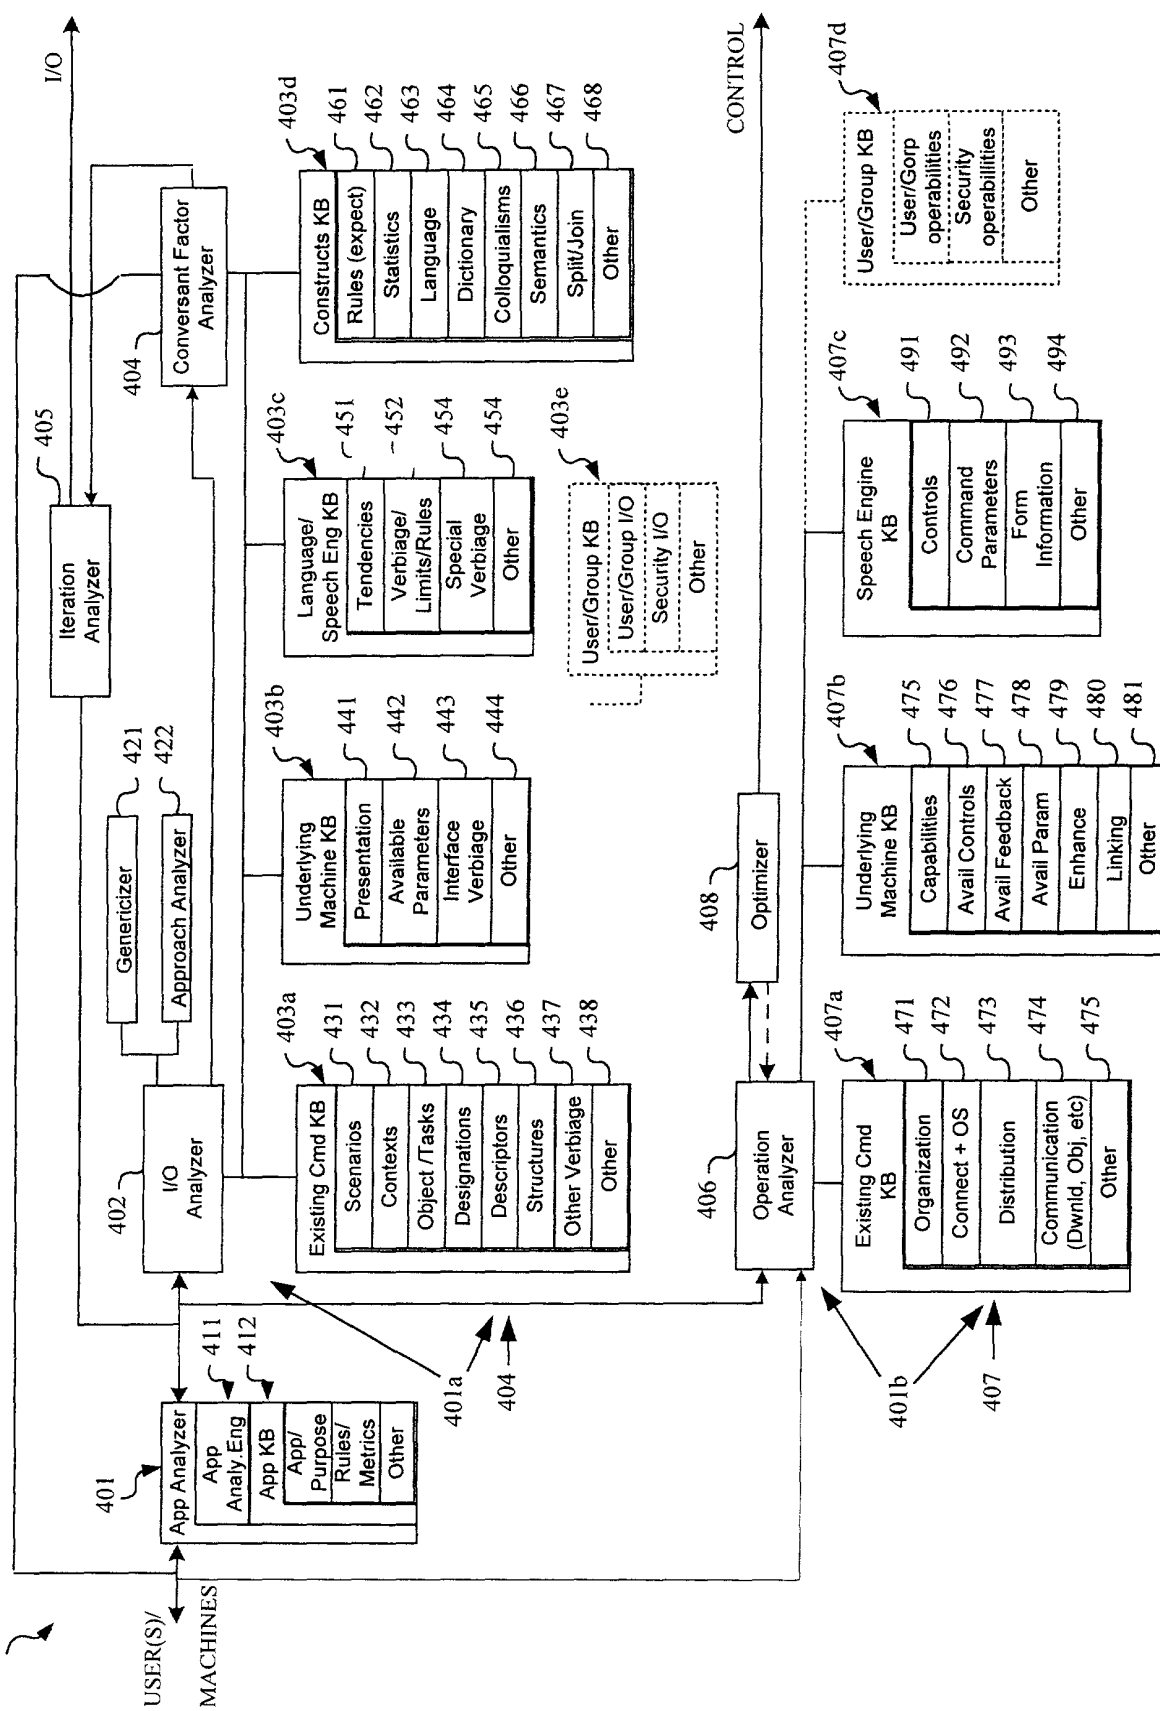 USER(S)/
MACHINES
401
App Analyzer
App
Analy.Eng
App KB
App/
Purpose
Rules/
Metrics
Other
411
412
402
I/O
Analyzer
Genericizer
Approach Analyzer
421
422
Iteration
Analyzer
405
404
Conversant Factor
Analyzer
I/O
401a
404
403a
Existing Cmd KB
Scenarios
Contexts
Object /Tasks
Designations
Descriptors
Structures
Other Verbiage
Other
431
432
433
434
435
436
437
438
403b
Underlying
Machine KB
Presentation
Available
Parameters
Interface
Verbiage
Other
441
442
443
444
403c
Language/
Speech Eng KB
Tendencies
Verbiage/
Limits/Rules
Special
Verbiage
Other
451
452
454
454
403d
Constructs KB
Rules (expect)
Statistics
Language
Dictionary
Colloquialisms
Semantics
Split/Join
Other
461
462
463
464
465
466
467
468
403e
User/Group KB
User/Group I/O
Security I/O
Other
406
Operation
Analyzer
408
Optimizer
CONTROL
401b
407
407a
Existing Cmd
KB
Organization
Connect + OS
Distribution
Communication
(Dwnld, Obj, etc)
Other
471
472
473
474
475
407b
Underlying
Machine KB
Capabilities
Avail Controls
Avail Feedback
Avail Param
Enhance
Linking
Other
475
476
477
478
479
480
481
407c
Speech Engine
KB
Controls
Command
Parameters
Form
Information
Other
491
492
493
494
407d
User/Group KB
User/Gorp
operabilities
Security
operabillities
Other